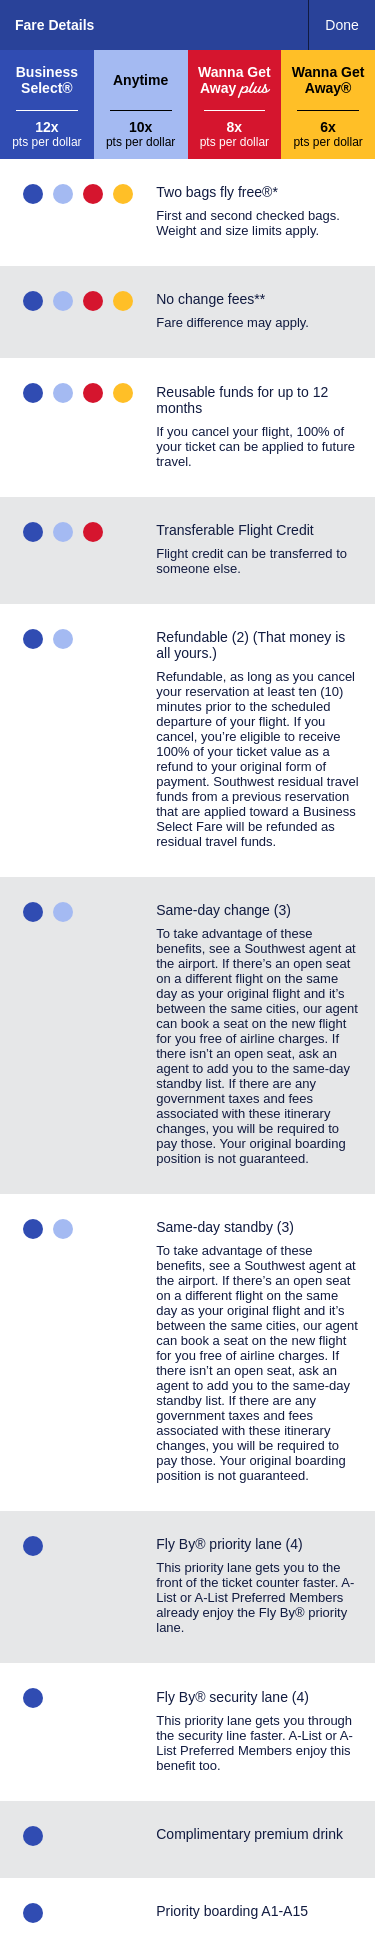 Fare Details
Done
Business
Select®
12x
pts per dollar
Anytime
10x
pts per dollar
Wanna Get
Away plus
8x
pts per dollar
Wanna Get
Away®
6x
pts per dollar
Two bags fly free®*
First and second checked bags.
Weight and size limits apply.
No change fees**
Fare difference may apply.
Reusable funds for up to 12
months
If you cancel your flight, 100% of
your ticket can be applied to future
travel.
Transferable Flight Credit
Flight credit can be transferred to
someone else.
Refundable (2) (That money is
all yours.)
Refundable, as long as you cancel
your reservation at least ten (10)
minutes prior to the scheduled
departure of your flight. If you
cancel, you’re eligible to receive
100% of your ticket value as a
refund to your original form of
payment. Southwest residual travel
funds from a previous reservation
that are applied toward a Business
Select Fare will be refunded as
residual travel funds.
Same-day change (3)
To take advantage of these
benefits, see a Southwest agent at
the airport. If there’s an open seat
on a different flight on the same
day as your original flight and it’s
between the same cities, our agent
can book a seat on the new flight
for you free of airline charges. If
there isn’t an open seat, ask an
agent to add you to the same-day
standby list. If there are any
government taxes and fees
associated with these itinerary
changes, you will be required to
pay those. Your original boarding
position is not guaranteed.
Same-day standby (3)
To take advantage of these
benefits, see a Southwest agent at
the airport. If there’s an open seat
on a different flight on the same
day as your original flight and it’s
between the same cities, our agent
can book a seat on the new flight
for you free of airline charges. If
there isn’t an open seat, ask an
agent to add you to the same-day
standby list. If there are any
government taxes and fees
associated with these itinerary
changes, you will be required to
pay those. Your original boarding
position is not guaranteed.
Fly By® priority lane (4)
This priority lane gets you to the
front of the ticket counter faster. A-
List or A-List Preferred Members
already enjoy the Fly By® priority
lane.
Fly By® security lane (4)
This priority lane gets you through
the security line faster. A-List or A-
List Preferred Members enjoy this
benefit too.
Complimentary premium drink
Priority boarding A1-A15